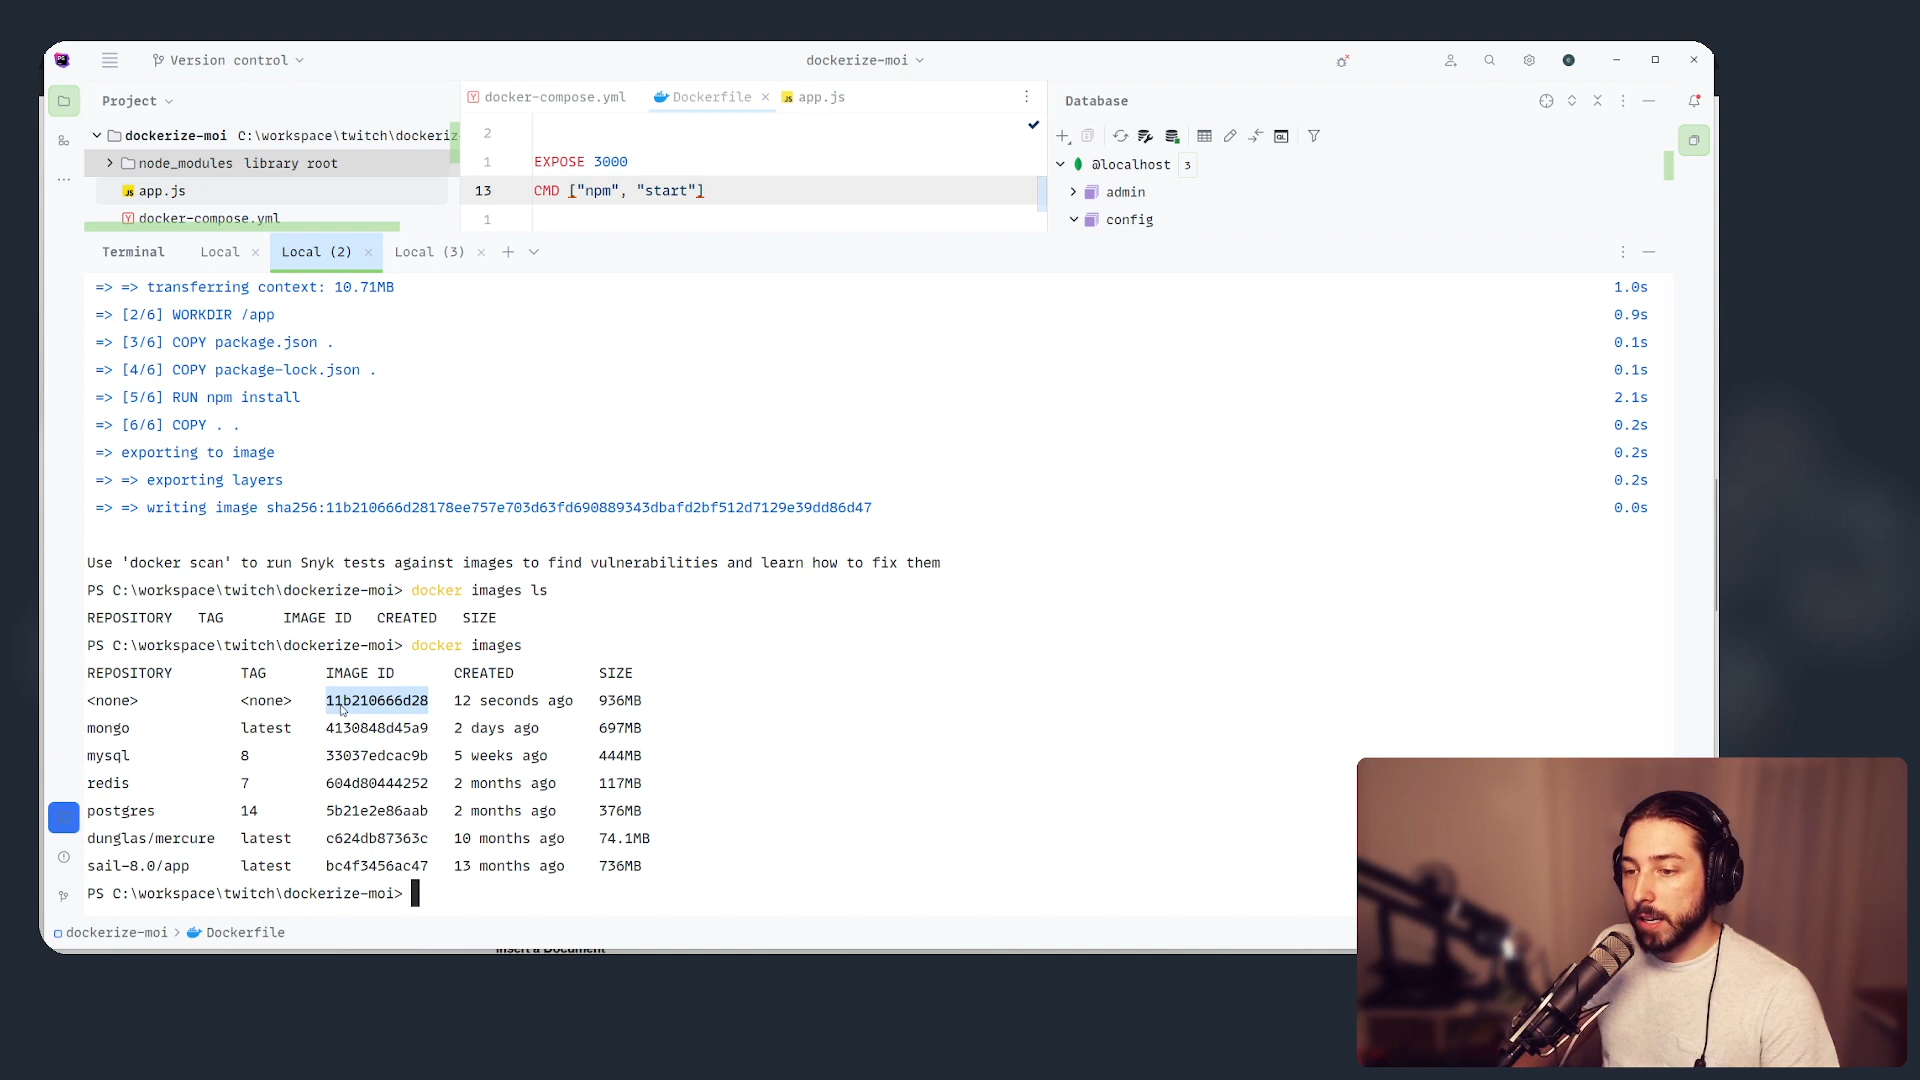 PS
Version control
dockerize-moi
Project
docker-compose.yml
Dockerfile
JS app.js
Database
dockerize-moi C:\workspace\twitch\dockeriz
node_modules library root
JS app.js
Y docker-compose.yml
2
1 EXPOSE 3000
13 CMD ["npm", "start"]
1
@localhost 3
admin
config
Terminal
Local
Local (2)
Local (3)
=> => transferring context: 10.71MB 1.0s
=> [2/6] WORKDIR /app 0.9s
=> [3/6] COPY package.json . 0.1s
=> [4/6] COPY package-lock.json . 0.1s
=> [5/6] RUN npm install 2.1s
=> [6/6] COPY . . 0.2s
=> exporting to image 0.2s
=> => exporting layers 0.2s
=> => writing image sha256:11b210666d28178ee757e703d63fd690889343dbafd2bf512d7129e39dd86d47 0.0s
Use 'docker scan' to run Snyk tests against images to find vulnerabilities and learn how to fix them
PS C:\workspace\twitch\dockerize-moi> docker images ls
REPOSITORY TAG IMAGE ID CREATED SIZE
PS C:\workspace\twitch\dockerize-moi> docker images
REPOSITORY TAG IMAGE ID CREATED SIZE
<none> <none> 11b210666d28 12 seconds ago 936MB
mongo latest 4130848d45a9 2 days ago 697MB
mysql 8 33037edcac9b 5 weeks ago 444MB
redis 7 604d80444252 2 months ago 117MB
postgres 14 5b21e2e86aab 2 months ago 376MB
dunglas/mercure latest c624db87363c 10 months ago 74.1MB
sail-8.0/app latest bc4f3456ac47 13 months ago 736MB
PS C:\workspace\twitch\dockerize-moi>
dockerize-moi > Dockerfile
Insert a Document